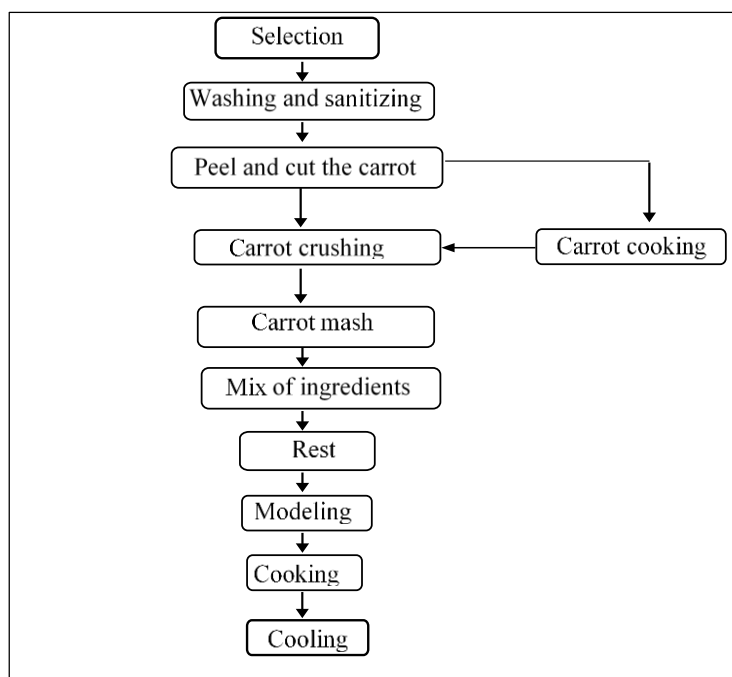 Selection
Washing and sanitizing
Peel and cut the carrot
Carrot crushing
Carrot cooking
Carrot mash
Mix of ingredients
Rest
Modeling
Cooking
Cooling